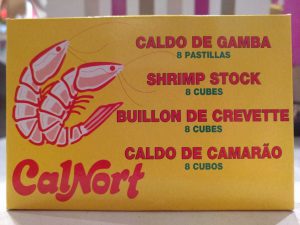 CALDO DE GAMBA
8 PASTILLAS
SHRIMP STOCK
8 CUBES
BUILLON DE CREVETTE
8 CUBES
CALDO DE CAMARÃO
8 CUBOS
CalNort